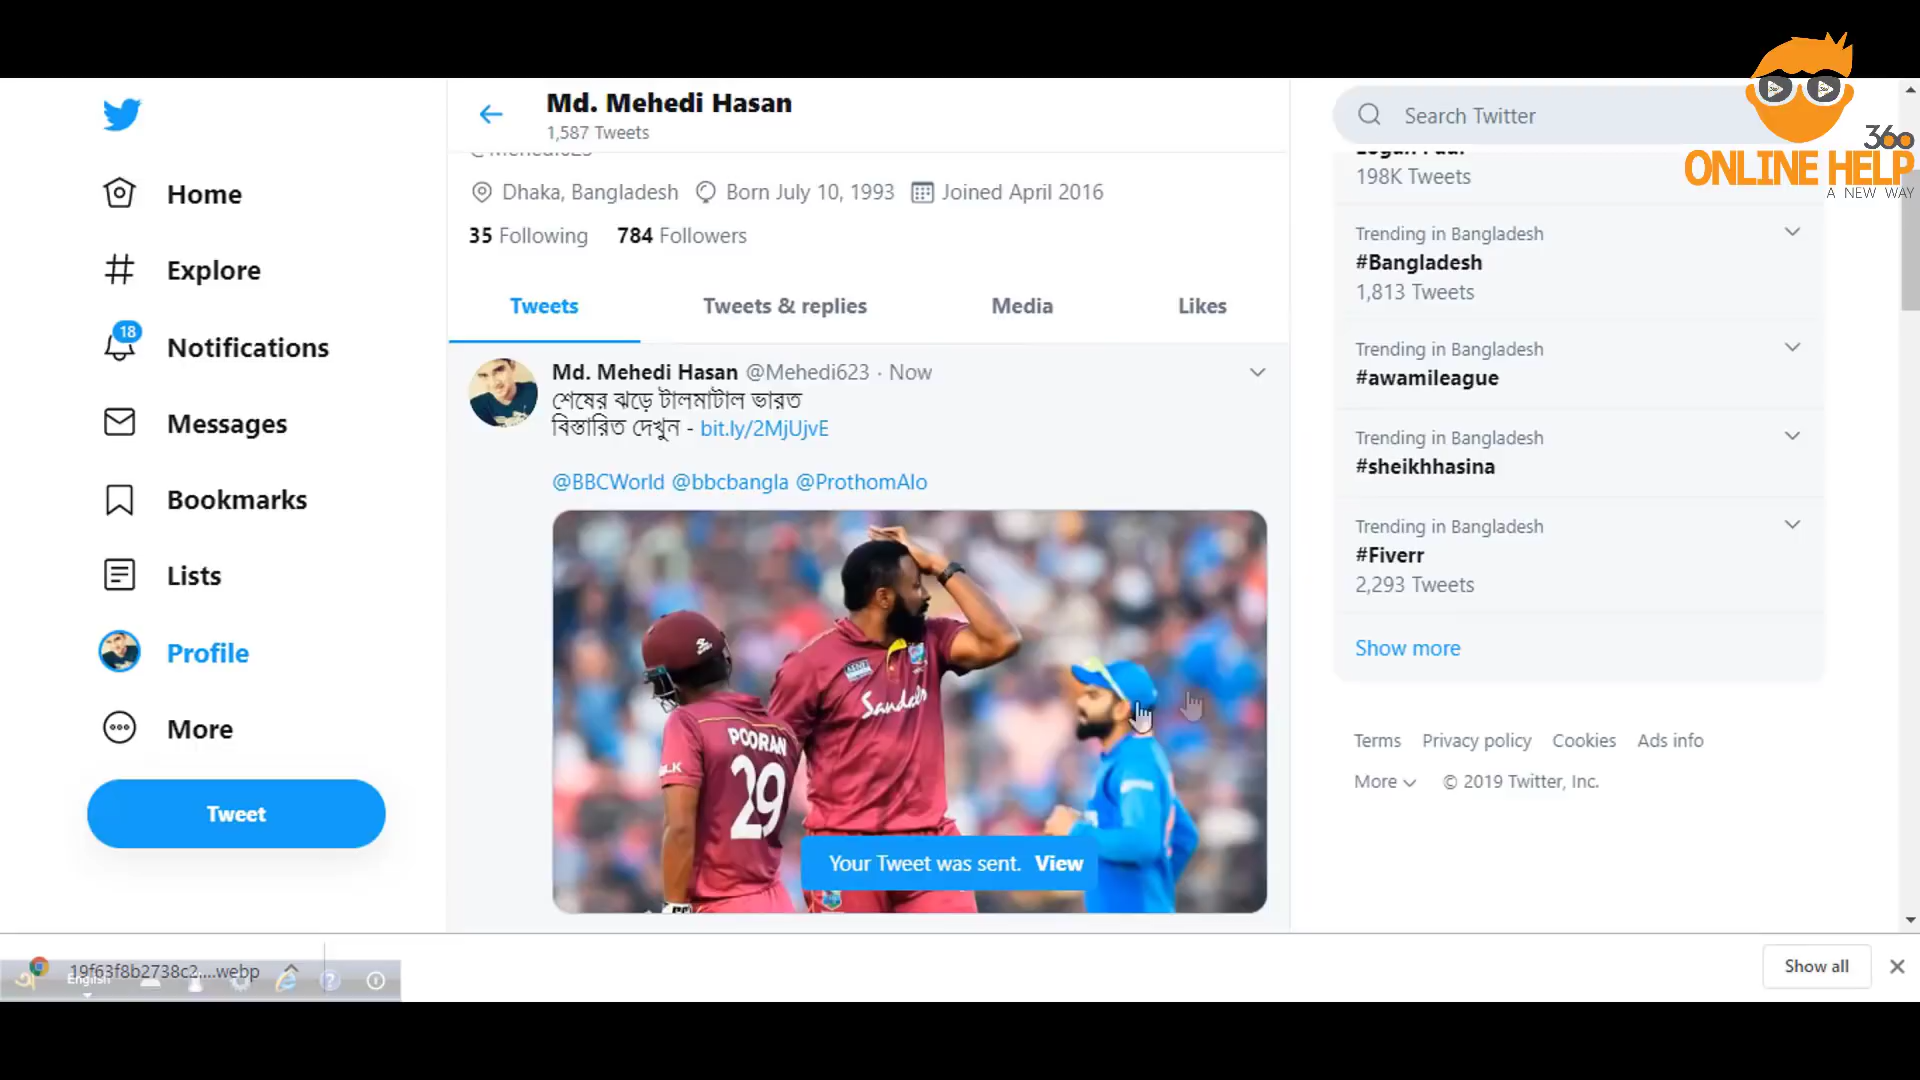 Home
Explore
18
Notifications
Messages
Bookmarks
Lists
Profile
More
Tweet
Md. Mehedi Hasan
1,587 Tweets
Dhaka, Bangladesh Born July 10, 1993 Joined April 2016
35 Following 784 Followers
Tweets Tweets & replies Media Likes
Md. Mehedi Hasan @Mehedi623 · Now
শেষের ঝড়ে টালমাটাল ভারত
বিস্তারিত দেখুন - bit.ly/2MjUjvE
@BBCWorld @bbcbangla @ProthomAlo
Sandals
POORAN
29
Your Tweet was sent. View
Search Twitter
198K Tweets
Trending in Bangladesh
#Bangladesh
1,813 Tweets
Trending in Bangladesh
#awamileague
Trending in Bangladesh
#sheikhhasina
Trending in Bangladesh
#Fiverr
2,293 Tweets
Show more
Terms Privacy policy Cookies Ads info
More © 2019 Twitter, Inc.
360
ONLINE HELP
A NEW WAY
19f63f8b2738c2....webp
English
Show all